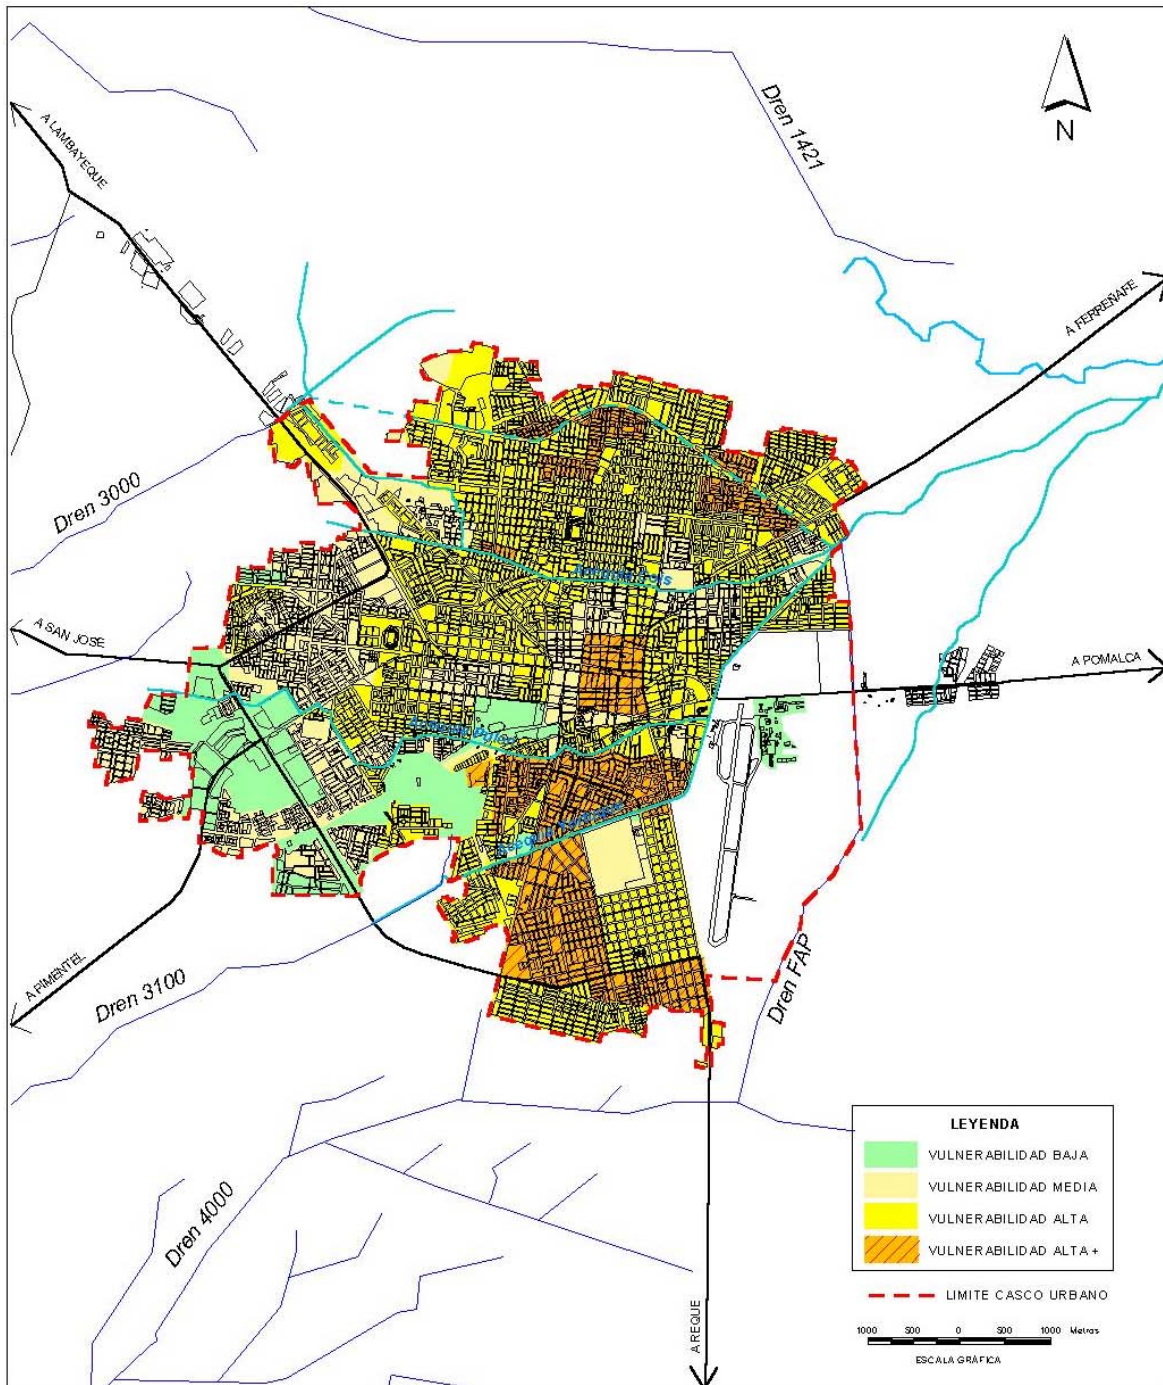 Dren 1421
N
A LAMBAYEQUE
A FERREÑAFE
Dren 3000
A SAN JOSE
A POMALCA
A PIMENTEL
Dren 3100
Dren FAP
Dren 4000
A REQUE
LEYENDA
VULNERABILIDAD BAJA
VULNERABILIDAD MEDIA
VULNERABILIDAD ALTA
VULNERABILIDAD ALTA +
LIMITE CASCO URBANO
1000 500 0 500 1000 Metros
ESCALA GRÁFICA